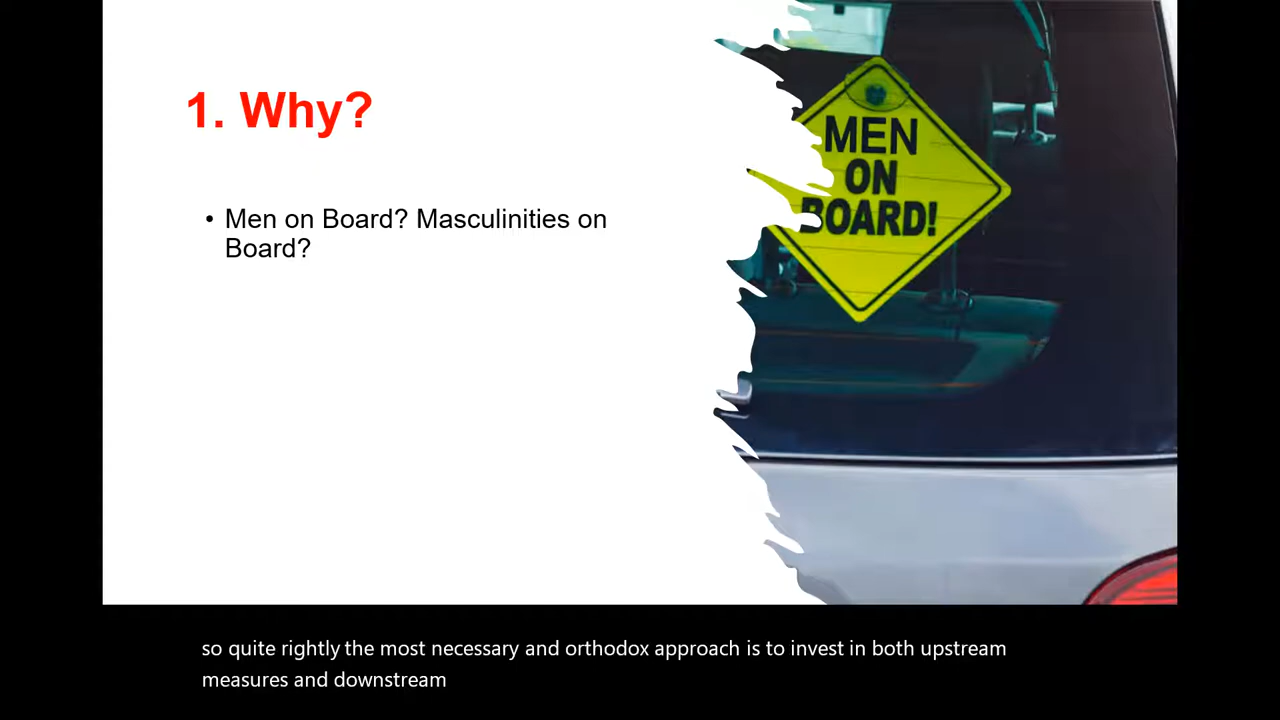 1. Why?
• Men on Board? Masculinities on
Board?
MEN
ON
BOARD!
so quite rightly the most necessary and orthodox approach is to invest in both upstream
measures and downstream